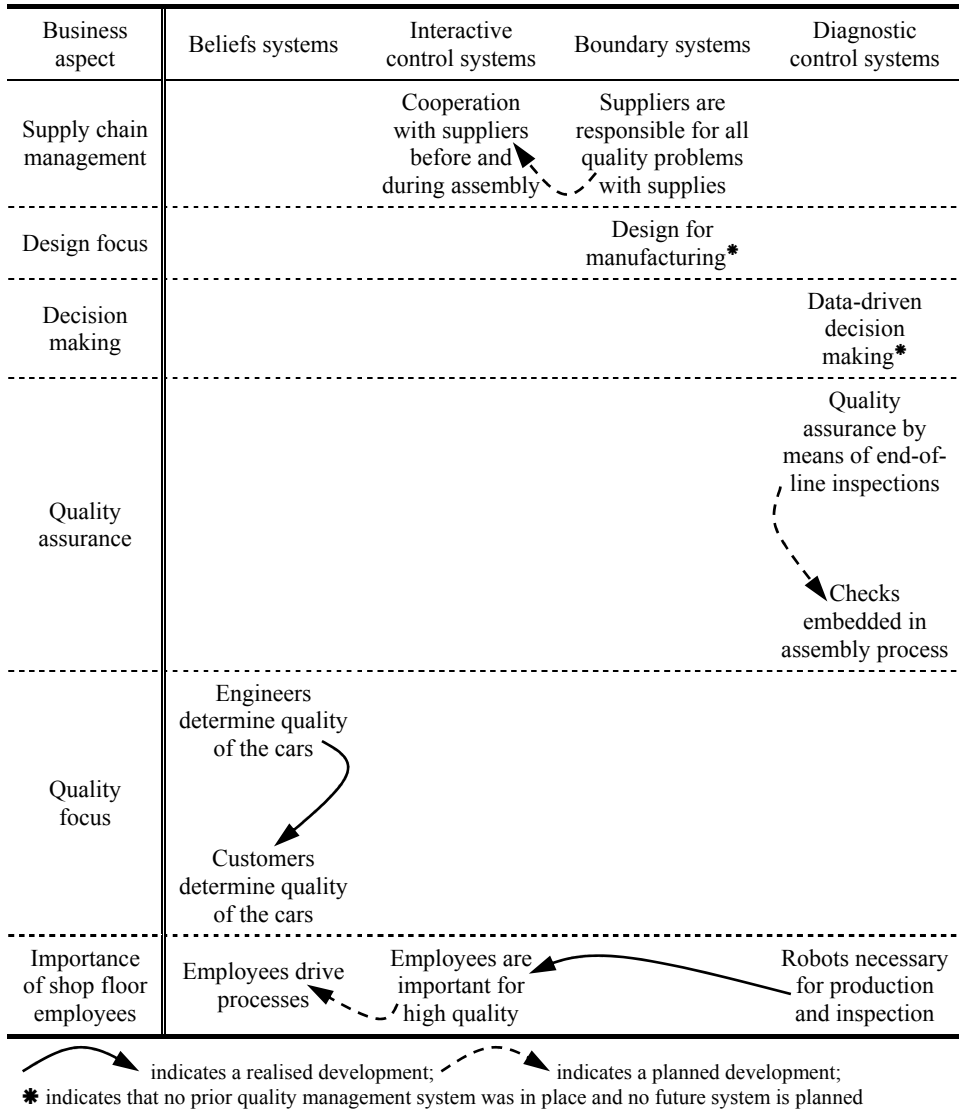 Business
aspect
Beliefs systems
Interactive
control systems
Boundary systems
Diagnostic
control systems
Supply chain
management
Cooperation
with suppliers
before and
during assembly
Suppliers are
responsible for all
quality problems
with supplies
Design focus
Design for
manufacturing*
Decision
making
Data-driven
decision
making*
Quality
assurance
Quality
assurance by
means of end-of-
line inspections
Checks
embedded in
assembly process
Quality
focus
Engineers
determine quality
of the cars
Customers
determine quality
of the cars
Importance
of shop floor
employees
Employees drive
processes
Employees are
important for
high quality
Robots necessary
for production
and inspection
indicates a realised development; indicates a planned development;
* indicates that no prior quality management system was in place and no future system is planned